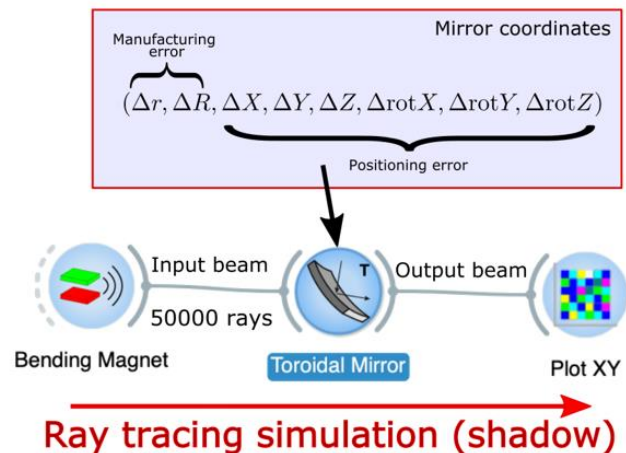 Mirror coordinates
Manufacturing
error
(Δr, ΔR, ΔX, ΔY, ΔZ, ΔrotX, ΔrotY, ΔrotZ)
Positioning error
Input beam
50000 rays
T
Output beam
Bending Magnet
Toroidal Mirror
Plot XY
Ray tracing simulation (shadow)